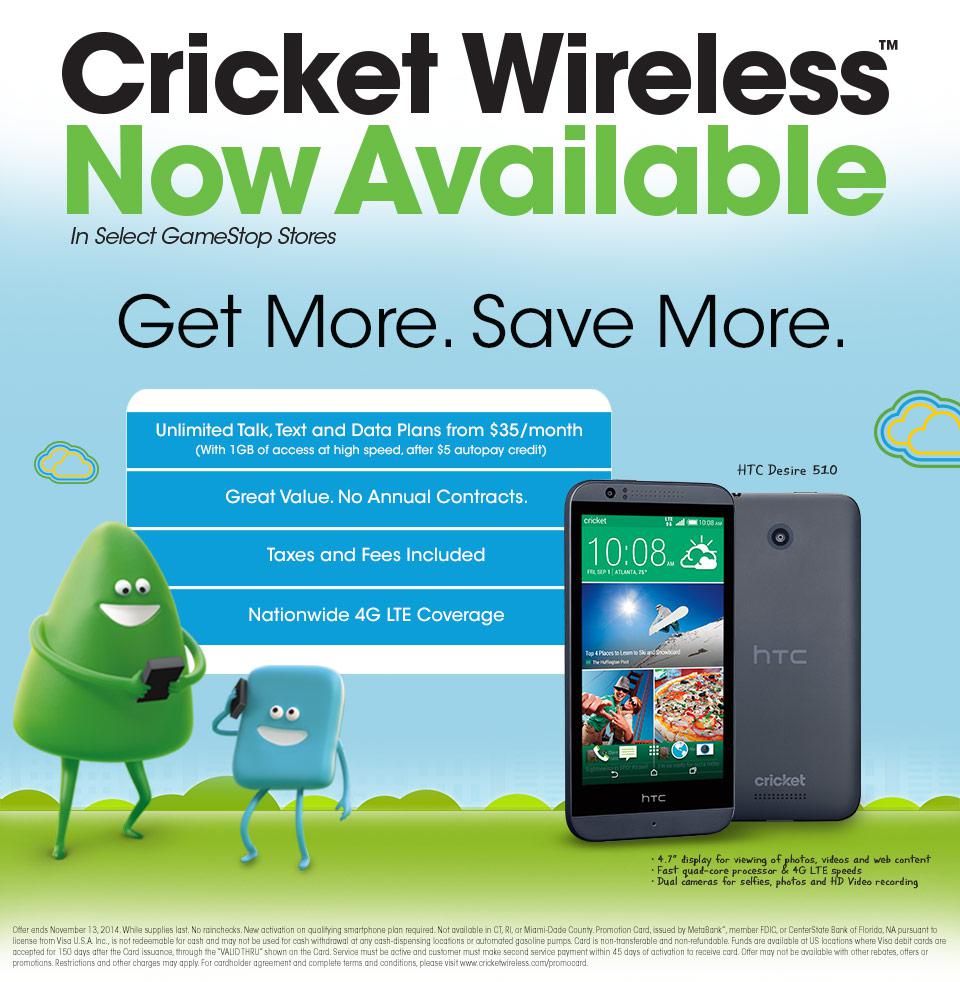 Cricket Wireless™
Now Available
In Select GameStop Stores
Get More. Save More.
Unlimited Talk, Text and Data Plans from $35/month
(With 1GB of access at high speed, after $5 autopay credit)
Great Value. No Annual Contracts.
Taxes and Fees Included
Nationwide 4G LTE Coverage
HTC Desire 510
cricket LTE 10:08 AM
10:08 AM
FRI, SEP 1 | ATLANTA, 75°
Top 4 Places to Learn to Ski and Snowboard
The Huffington Post
hTC
hTC
cricket
· 4.7" display for viewing of photos, videos and web content
· Fast quad-core processor & 4G LTE speeds
· Dual cameras for selfies, photos and HD Video recording
Offer ends November 13, 2014. While supplies last. No rainchecks. New activation on qualifying smartphone plan required. Not available in CT, RI, or Miami-Dade County. Promotion Card, issued by MetaBank®, member FDIC, or CenterState Bank of Florida, NA pursuant to
license from Visa U.S.A. Inc., is not redeemable for cash and may not be used for cash withdrawal at any cash-dispensing locations or automated gasoline pumps. Card is non-transferable and non-refundable. Funds are available at US locations where Visa debit cards are
accepted for 150 days after the Card issuance, through the "VALID THRU" shown on the Card. Service must be active and customer must make second service payment within 45 days of activation to receive card. Offer may not be available with other rebates, offers or
promotions. Restrictions and other charges may apply. For cardholder agreement and complete terms and conditions, please visit www.cricketwireless.com/promocard.